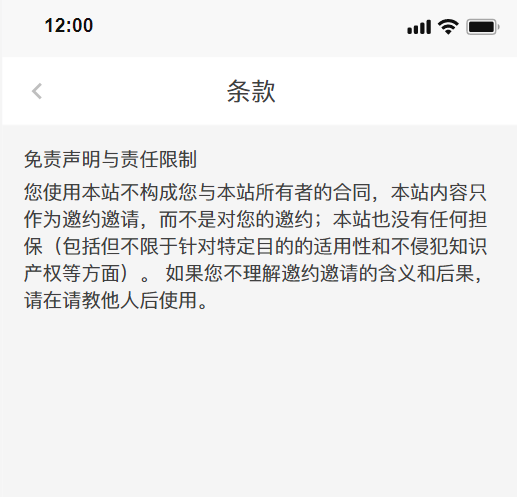 12:00
条款
免责声明与责任限制
您使用本站不构成您与本站所有者的合同，本站内容只
作为邀约邀请，而不是对您的邀约；本站也没有任何担
保（包括但不限于针对特定目的的适用性和不侵犯知识
产权等方面）。 如果您不理解邀约邀请的含义和后果，
请在请教他人后使用。